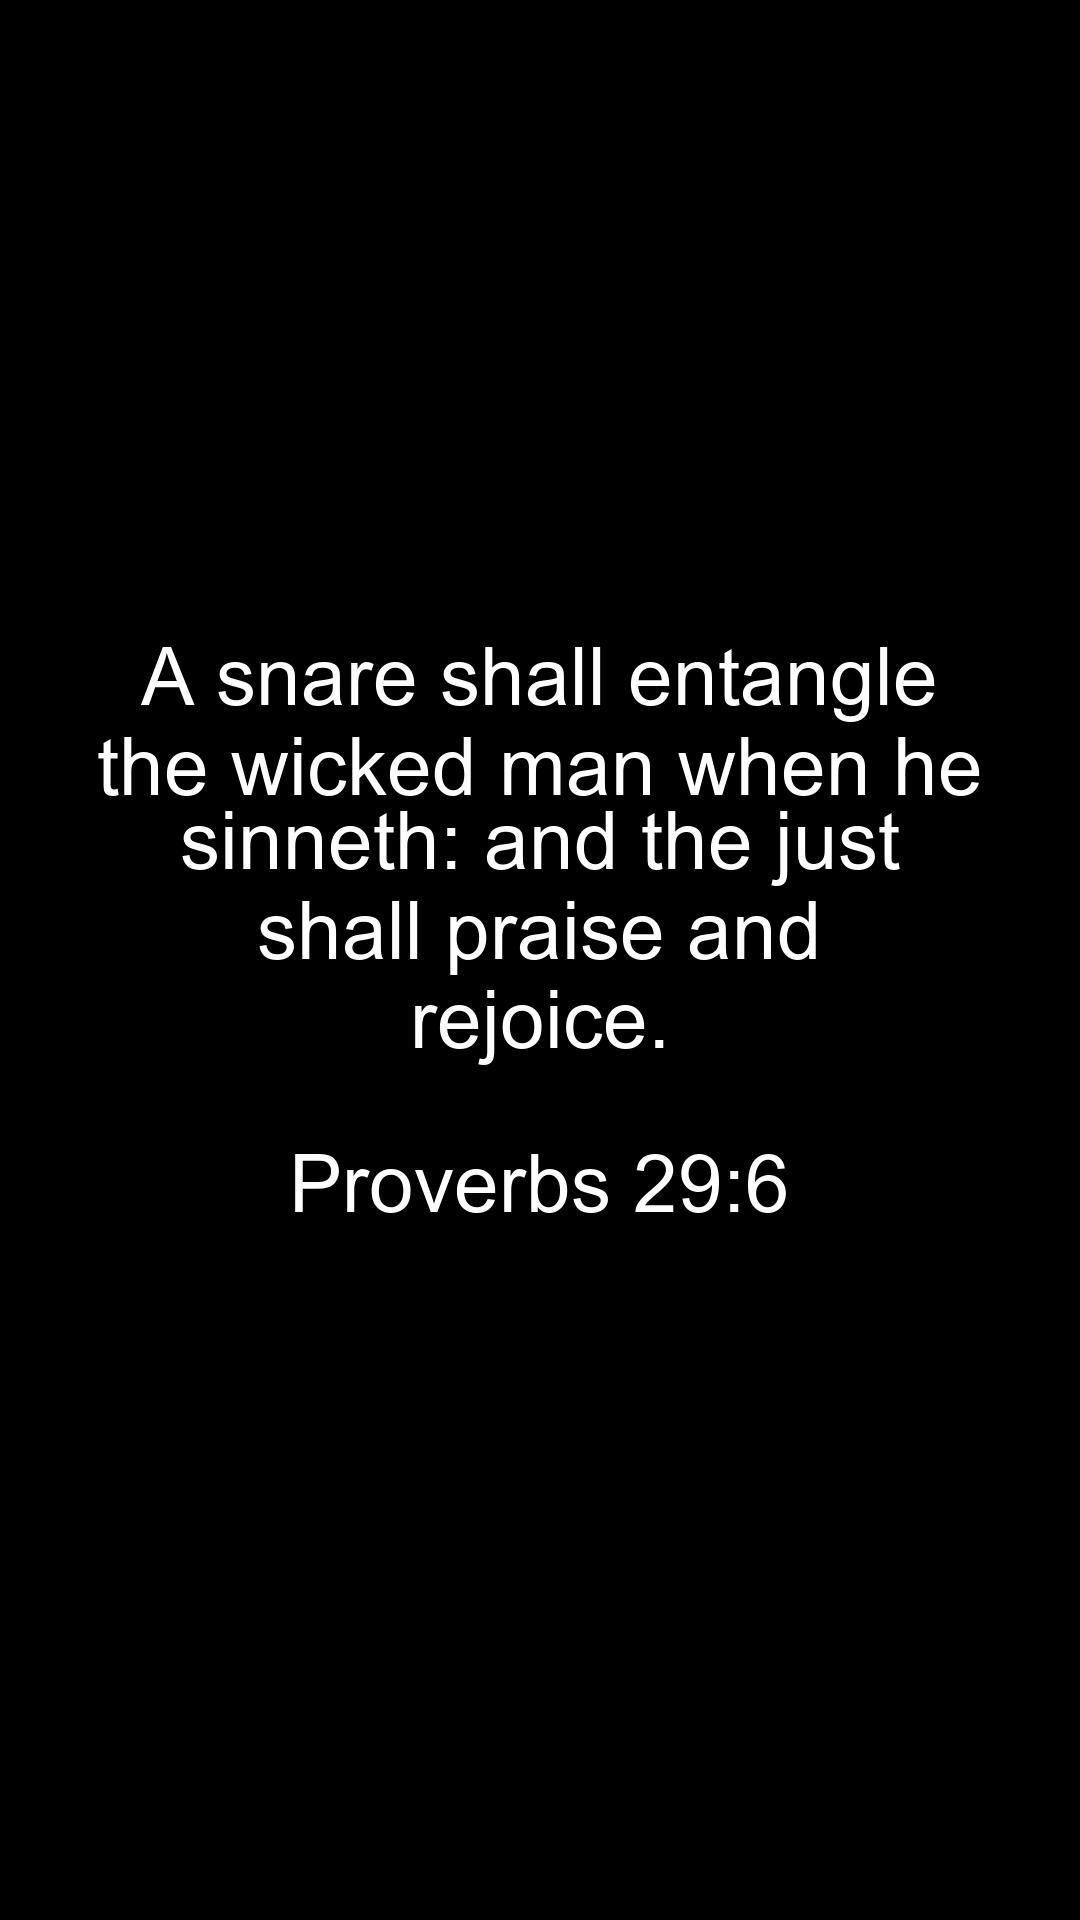 A snare shall entangle
the wicked man when he
sinneth: and the just
shall praise and
rejoice.
Proverbs 29:6